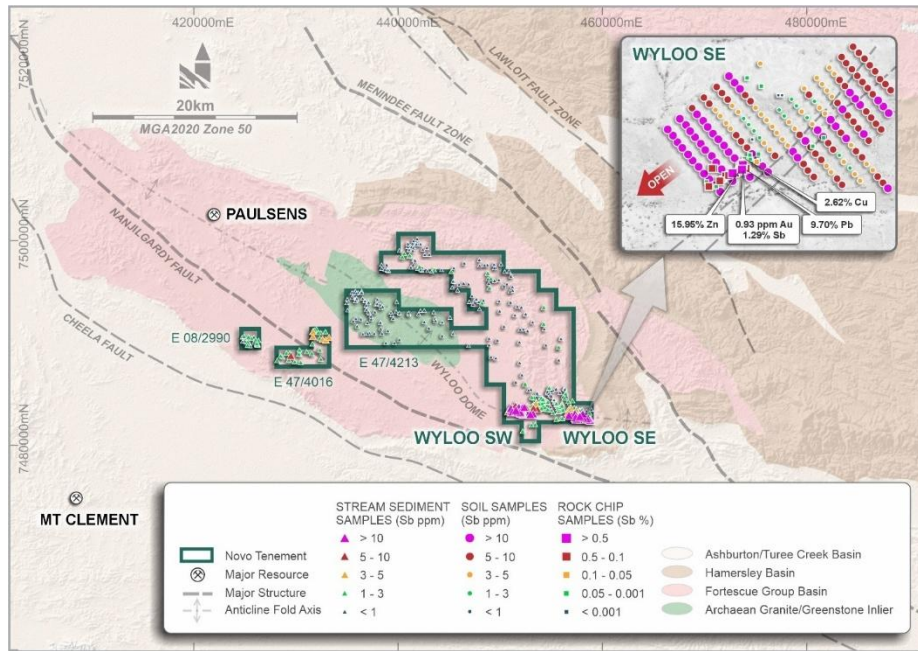 420000mE
440000mE
460000mE
480000mE
7520000mN
7500000mN
7480000mN
20km
MGA2020 Zone 50
MENINDEE FAULT ZONE
LAWLOIT FAULT ZONE
WYLOO SE
OPEN
2.62% Cu
15.95% Zn
0.93 ppm Au
1.29% Sb
9.70% Pb
PAULSENS
NANJILGARDY FAULT
CHEELA FAULT
E 08/2990
E 47/4016
E 47/4213
WYLOO DOME
WYLOO SW
WYLOO SE
MT CLEMENT
Novo Tenement
Major Resource
Major Structure
Anticline Fold Axis
STREAM SEDIMENT
SAMPLES (Sb ppm)
> 10
5 - 10
3 - 5
1 - 3
< 1
SOIL SAMPLES
(Sb ppm)
> 10
5 - 10
3 - 5
1 - 3
< 1
ROCK CHIP
SAMPLES (Sb %)
> 0.5
0.5 - 0.1
0.1 - 0.05
0.05 - 0.001
< 0.001
Ashburton/Turee Creek Basin
Hamersley Basin
Fortescue Group Basin
Archaean Granite/Greenstone Inlier